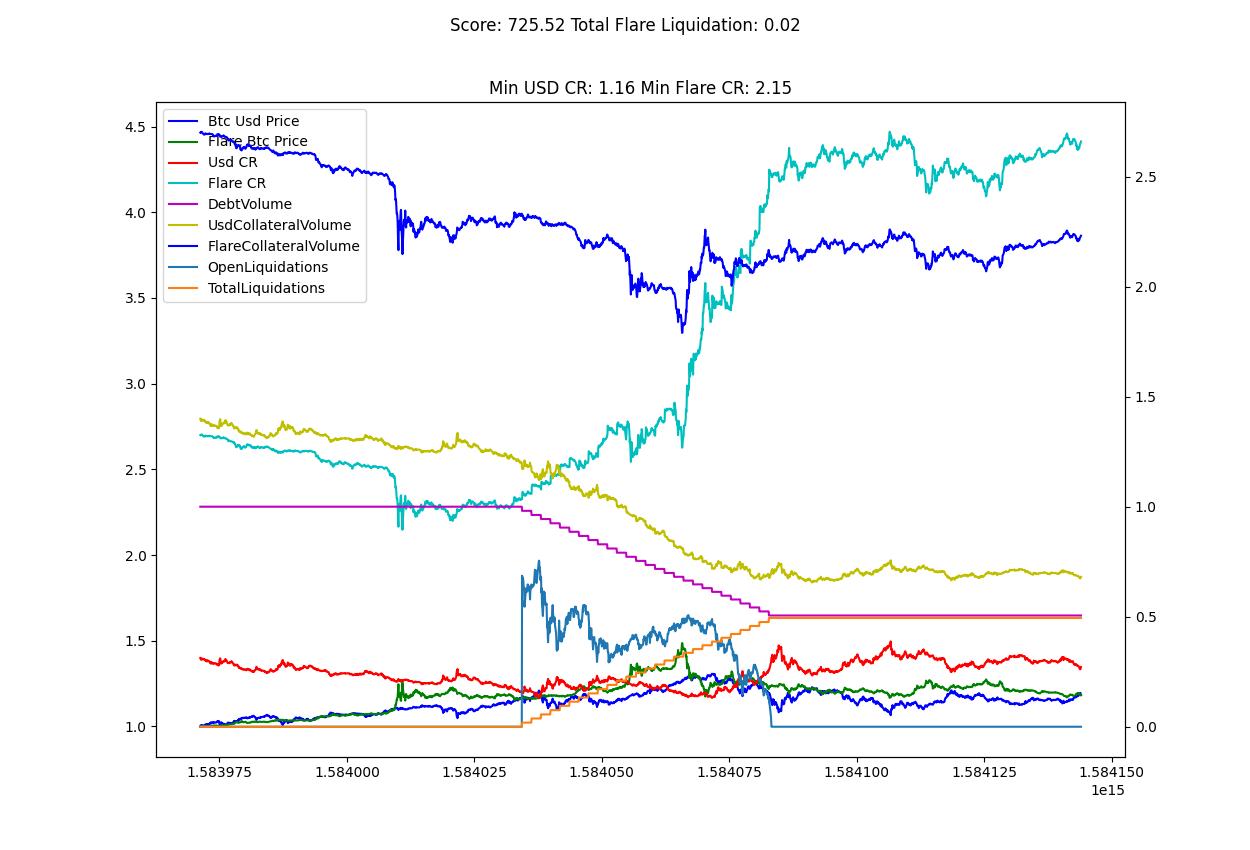 Score: 725.52 Total Flare Liquidation: 0.02
Min USD CR: 1.16 Min Flare CR: 2.15
Btc Usd Price
Flare Btc Price
Usd CR
Flare CR
DebtVolume
UsdCollateralVolume
FlareCollateralVolume
OpenLiquidations
TotalLiquidations
4.5
4.0
3.5
3.0
2.5
2.0
1.5
1.0
2.5
2.0
1.5
1.0
0.5
0.0
1.583975 1.584000 1.584025 1.584050 1.584075 1.584100 1.584125 1.584150
1e15